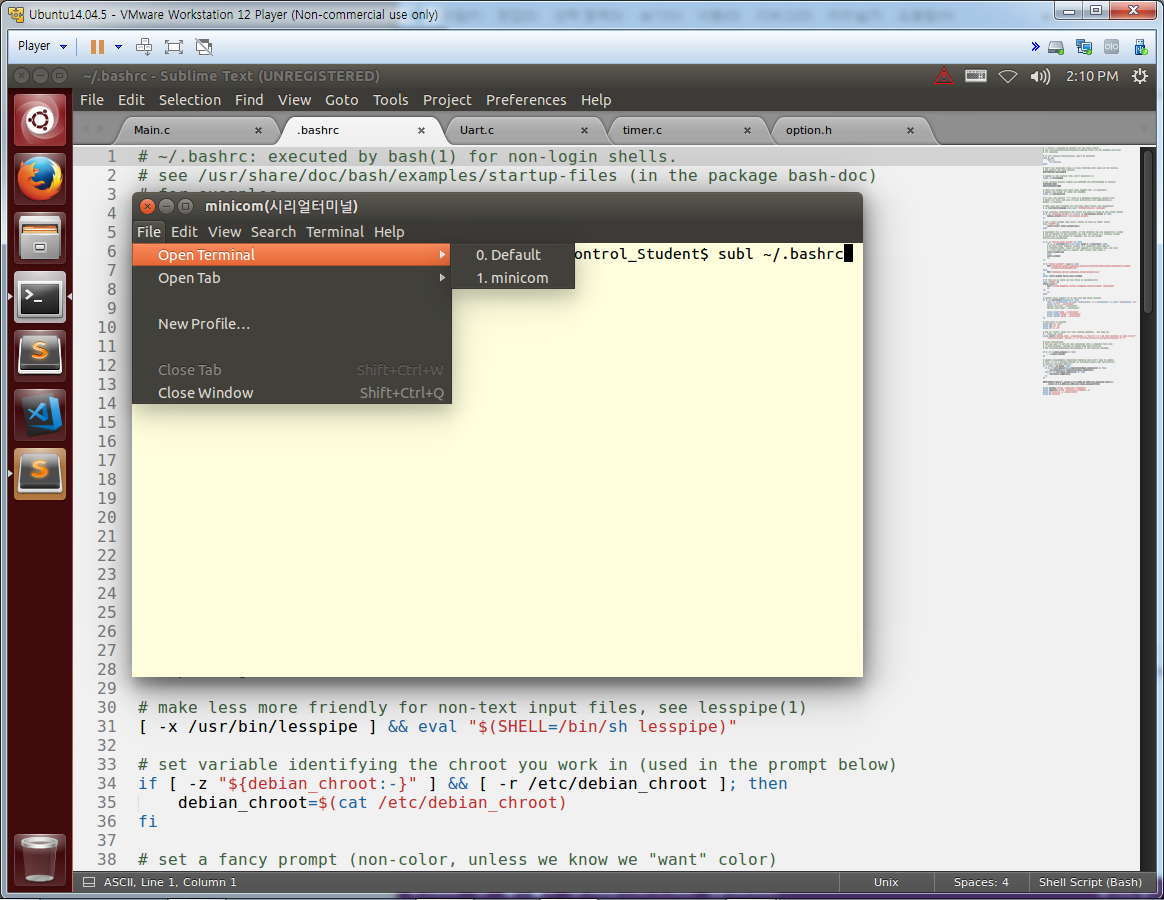 Ubuntu14.04.5 - VMware Workstation 12 Player (Non-commercial use only)
Player
~/.bashrc - Sublime Text (UNREGISTERED)
2:10 PM
File Edit Selection Find View Goto Tools Project Preferences Help
Main.c .bashrc Uart.c timer.c option.h
1 # ~/.bashrc: executed by bash(1) for non-login shells.
2 # see /usr/share/doc/bash/examples/startup-files (in the package bash-doc)
3 # for examples
4
5
6
7
8
9
10
11
12
13
14
15
16
17
18
19
20
21
22
23
24
25
26
27
28
29
30 # make less more friendly for non-text input files, see lesspipe(1)
31 [ -x /usr/bin/lesspipe ] && eval "$(SHELL=/bin/sh lesspipe)"
32
33 # set variable identifying the chroot you work in (used in the prompt below)
34 if [ -z "${debian_chroot:-}" ] && [ -r /etc/debian_chroot ]; then
35 debian_chroot=$(cat /etc/debian_chroot)
36 fi
37
38 # set a fancy prompt (non-color, unless we know we "want" color)
minicom(시리얼터미널)
File Edit View Search Terminal Help
ontrol_Student$ subl ~/.bashrc
Open Terminal
Open Tab
New Profile…
Close Tab Shift+Ctrl+W
Close Window Shift+Ctrl+Q
0. Default
1. minicom
ASCII, Line 1, Column 1
Unix
Spaces: 4
Shell Script (Bash)